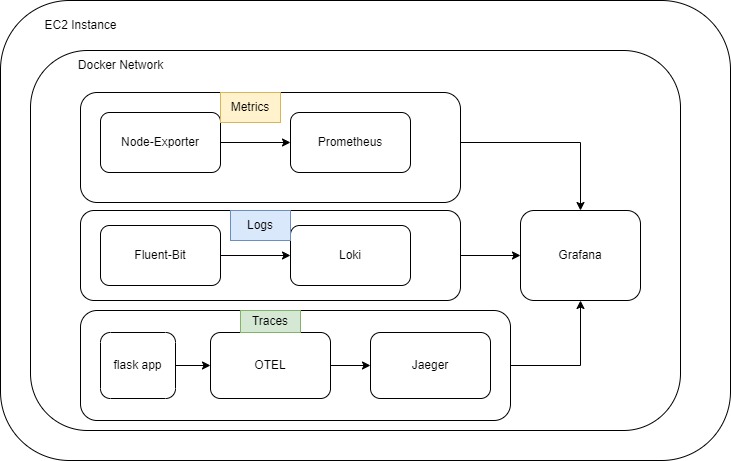 EC2 Instance
Docker Network
Metrics
Node-Exporter
Prometheus
Logs
Fluent-Bit
Loki
Grafana
Traces
flask app
OTEL
Jaeger